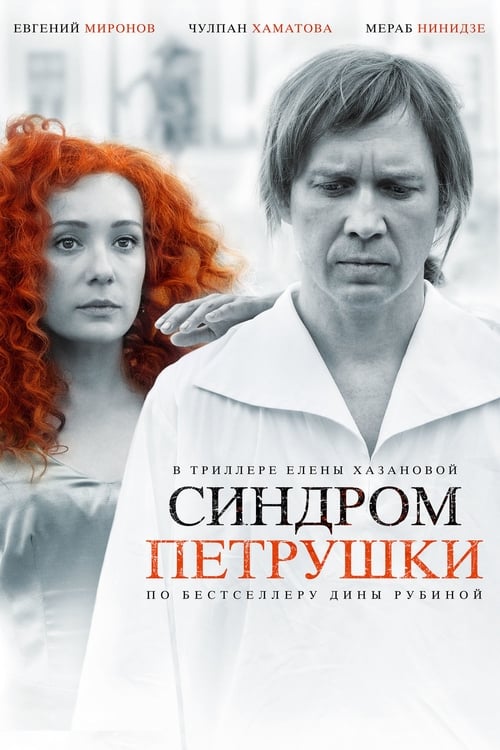 ЕВГЕНИЙ МИРОНОВ ЧУЛПАН ХАМАТОВА МЕРАБ НИНИДЗЕ
В ТРИЛЛЕРЕ ЕЛЕНЫ ХАЗАНОВОЙ
СИНДРОМ
ПЕТРУШКИ
ПО БЕСТСЕЛЛЕРУ ДИНЫ РУБИНОЙ